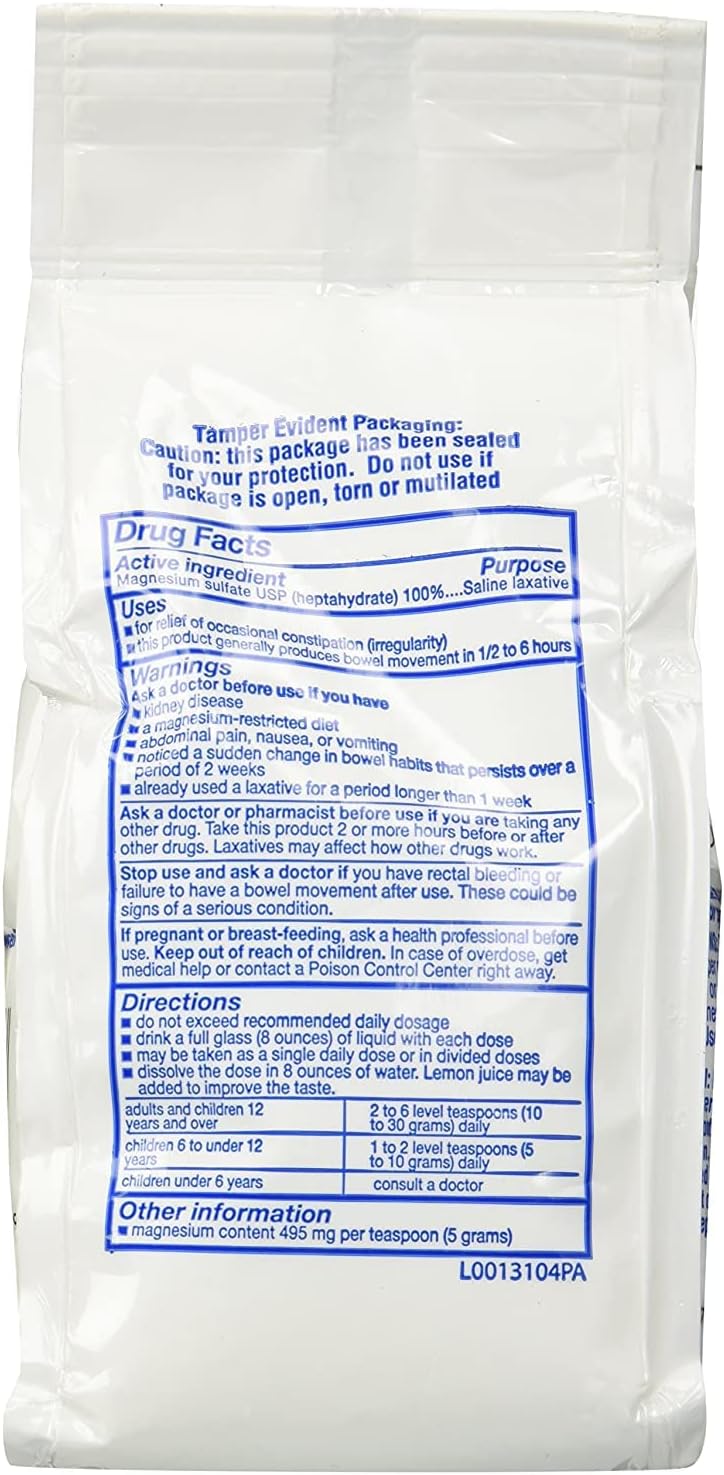 Tamper Evident Packaging:
Caution: this package has been sealed
for your protection. Do not use if
package is open, torn or mutilated
Drug Facts
Active ingredient Purpose
Magnesium sulfate USP (heptahydrate) 100%....Saline laxative
Uses
■ for relief of occasional constipation (irregularity)
■ this product generally produces bowel movement in 1/2 to 6 hours
Warnings
Ask a doctor before use if you have
■ kidney disease
■ a magnesium-restricted diet
■ abdominal pain, nausea, or vomiting
■ noticed a sudden change in bowel habits that persists over a
period of 2 weeks
■ already used a laxative for a period longer than 1 week
Ask a doctor or pharmacist before use if you are taking any
other drug. Take this product 2 or more hours before or after
other drugs. Laxatives may affect how other drugs work.
Stop use and ask a doctor if you have rectal bleeding or
failure to have a bowel movement after use. These could be
signs of a serious condition.
If pregnant or breast-feeding, ask a health professional before
use. Keep out of reach of children. In case of overdose, get
medical help or contact a Poison Control Center right away.
Directions
■ do not exceed recommended daily dosage
■ drink a full glass (8 ounces) of liquid with each dose
■ may be taken as a single daily dose or in divided doses
■ dissolve the dose in 8 ounces of water. Lemon juice may be
added to improve the taste.
adults and children 12 2 to 6 level teaspoons (10
years and over to 30 grams) daily
children 6 to under 12 1 to 2 level teaspoons (5
years to 10 grams) daily
children under 6 years consult a doctor
Other information
■ magnesium content 495 mg per teaspoon (5 grams)
L0013104PA